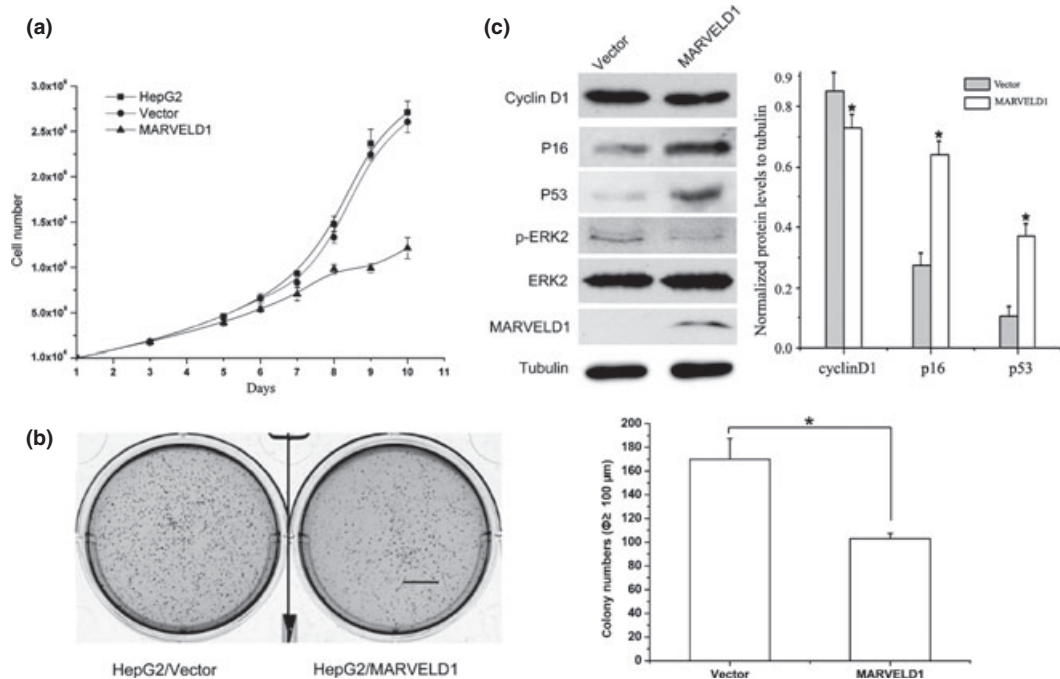 (a)
3.0x10⁶
2.5x10⁶
2.0x10⁶
1.5x10⁶
1.0x10⁶
5.0x10⁵
Cell number
HepG2
Vector
MARVELD1
1 2 3 4 5 6 7 8 9 10 11
Days
(c)
Vector MARVELD1
Cyclin D1
P16
P53
p-ERK2
ERK2
MARVELD1
Tubulin
Normalized protein levels to tubulin
0.9
0.6
0.4
0.2
0.0
Vector
MARVELD1
* * *
cyclinD1 p16 p53
(b)
HepG2/Vector HepG2/MARVELD1
Colony numbers (Φ≥ 100 μm)
200
180
160
140
120
100
80
60
40
20
0
*
Vector MARVELD1